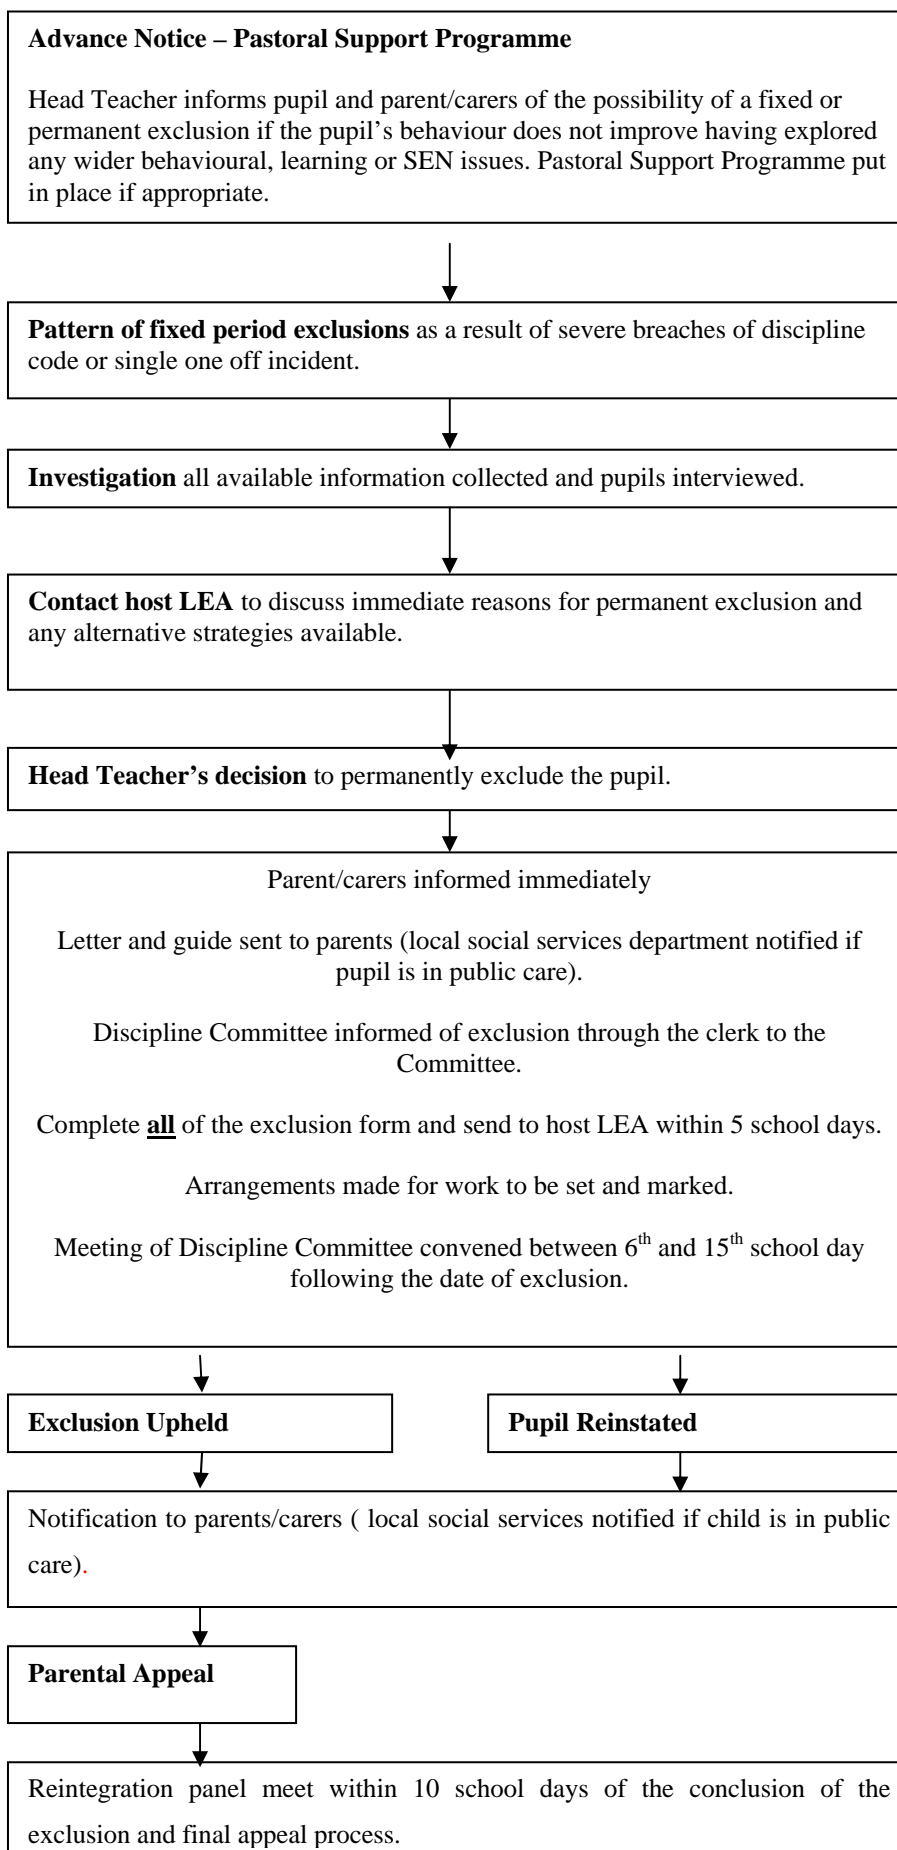 Advance Notice – Pastoral Support Programme
Head Teacher informs pupil and parent/carers of the possibility of a fixed or
permanent exclusion if the pupil's behaviour does not improve having explored
any wider behavioural, learning or SEN issues. Pastoral Support Programme put
in place if appropriate.
Pattern of fixed period exclusions as a result of severe breaches of discipline
code or single one off incident.
Investigation all available information collected and pupils interviewed.
Contact host LEA to discuss immediate reasons for permanent exclusion and
any alternative strategies available.
Head Teacher's decision to permanently exclude the pupil.
Parent/carers informed immediately
Letter and guide sent to parents (local social services department notified if
pupil is in public care).
Discipline Committee informed of exclusion through the clerk to the
Committee.
Complete all of the exclusion form and send to host LEA within 5 school days.
Arrangements made for work to be set and marked.
Meeting of Discipline Committee convened between 6th and 15th school day
following the date of exclusion.
Exclusion Upheld
Pupil Reinstated
Notification to parents/carers ( local social services notified if child is in public
care).
Parental Appeal
Reintegration panel meet within 10 school days of the conclusion of the
exclusion and final appeal process.